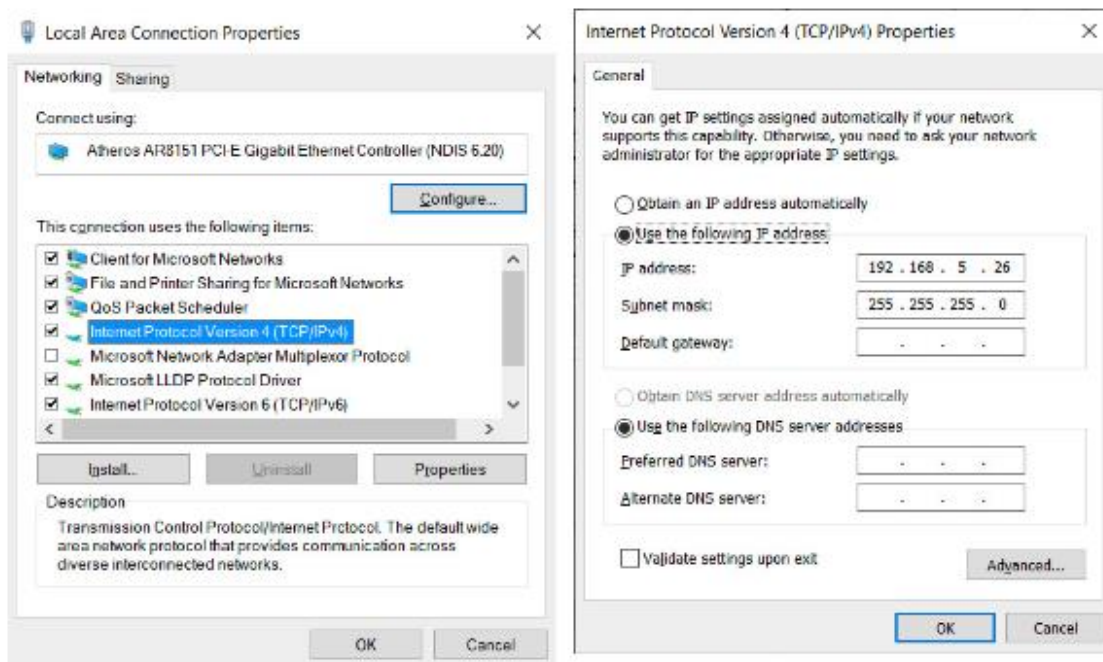 Local Area Connection Properties
Networking
Sharing
Connect using:
Atheros AR8151 PCI-E Gigabit Ethernet Controller (NDIS 6.20)
Configure...
This connection uses the following items:
Client for Microsoft Networks
File and Printer Sharing for Microsoft Networks
QoS Packet Scheduler
Internet Protocol Version 4 (TCP/IPv4)
Microsoft Network Adapter Multiplexor Protocol
Microsoft LLDP Protocol Driver
Internet Protocol Version 6 (TCP/IPv6)
Install...
Uninstall
Properties
Description
Transmission Control Protocol/Internet Protocol. The default wide
area network protocol that provides communication across
diverse interconnected networks.
OK
Cancel
Internet Protocol Version 4 (TCP/IPv4) Properties
General
You can get IP settings assigned automatically if your network
supports this capability. Otherwise, you need to ask your network
administrator for the appropriate IP settings.
Obtain an IP address automatically
Use the following IP address:
IP address:
192 . 168 . 5 . 26
Subnet mask:
255 . 255 . 255 . 0
Default gateway:
. . .
Obtain DNS server address automatically
Use the following DNS server addresses
Preferred DNS server:
. . .
Alternate DNS server:
. . .
Validate settings upon exit
Advanced...
OK
Cancel